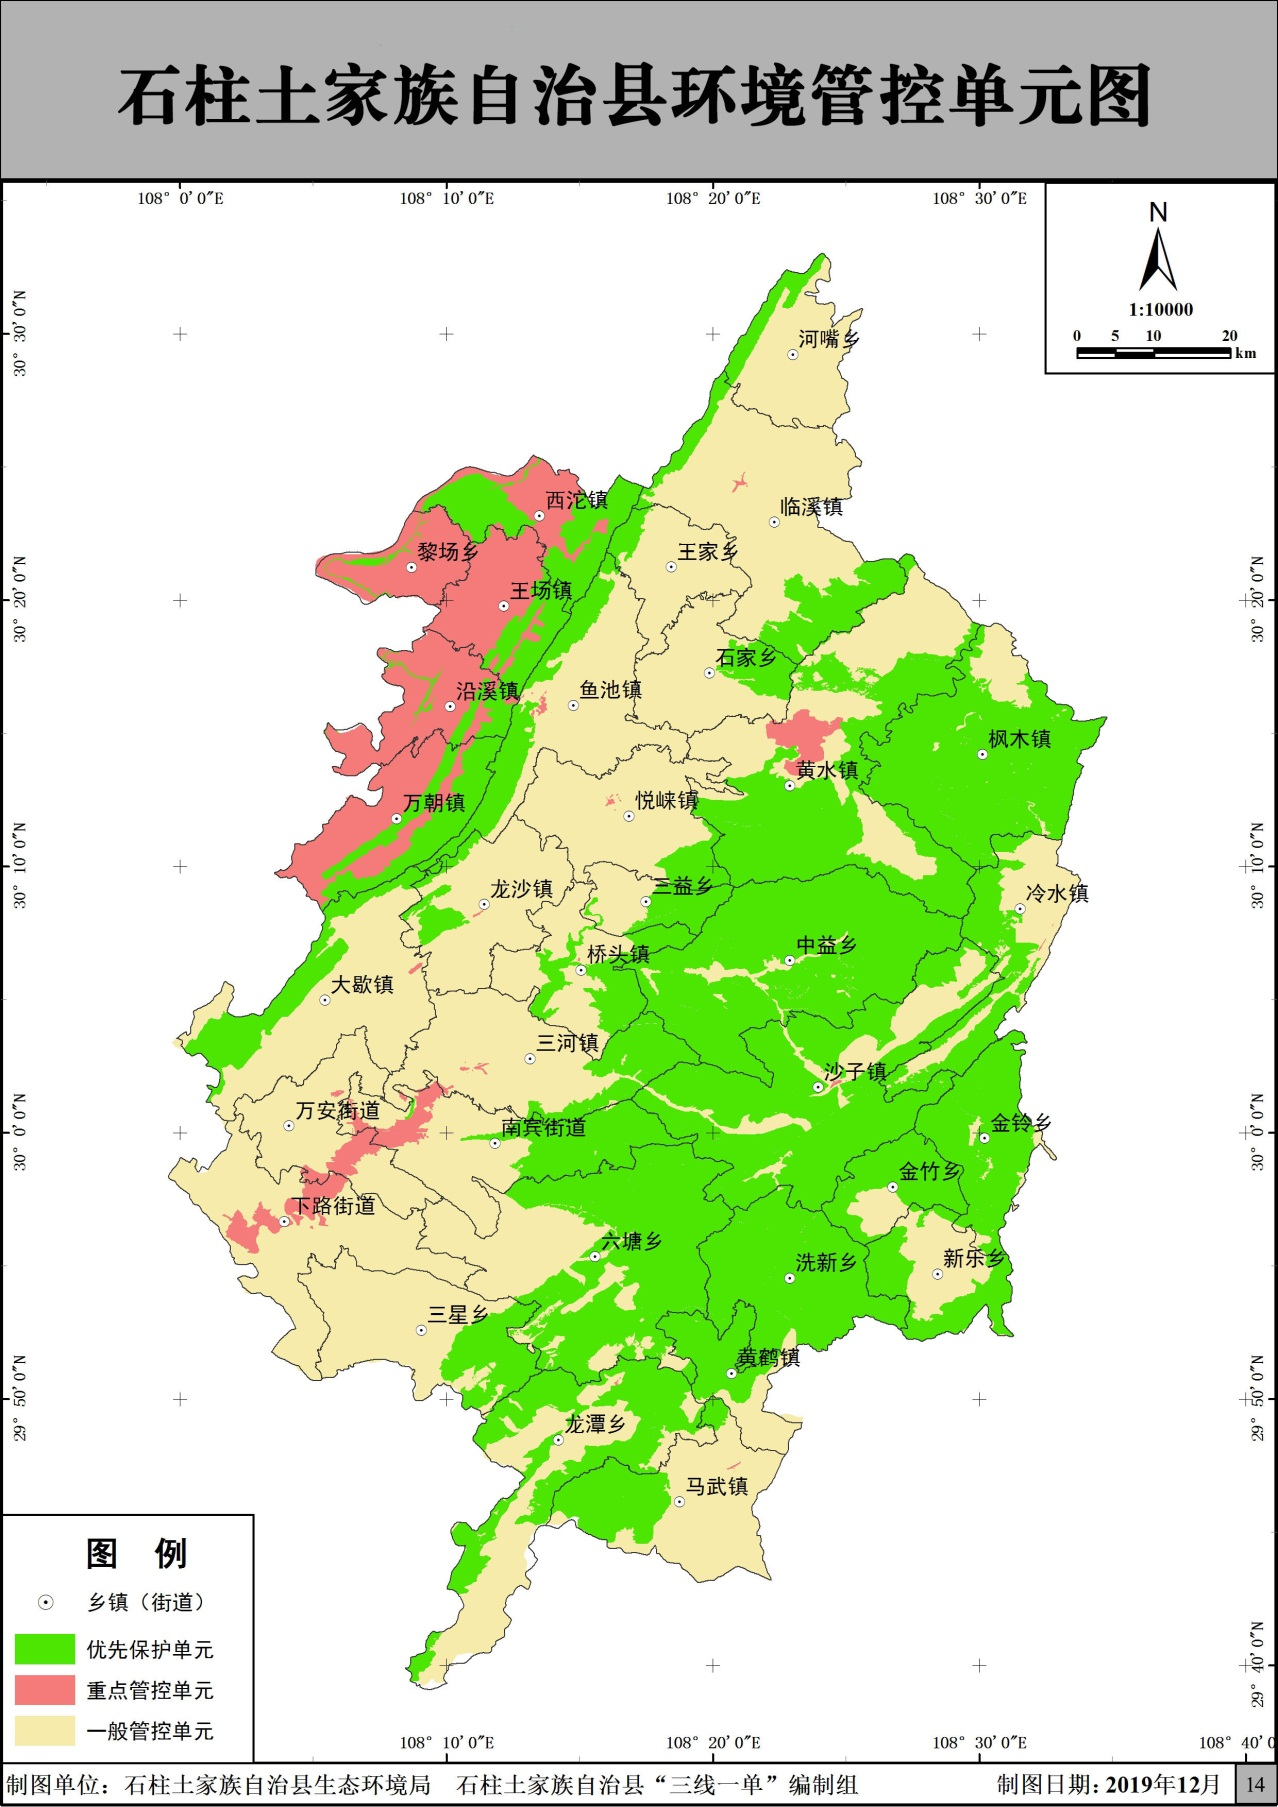 石柱土家族自治县环境管控单元图
108° 0′ 0″E
108° 10′ 0″E
108° 20′ 0″E
108° 30′ 0″E
N
1:10000
0 5 10 20
km
30° 30′ 0″N
30° 20′ 0″N
30° 20′ 0″N
30° 10′ 0″N
30° 10′ 0″N
30° 0′ 0″N
30° 0′ 0″N
29° 50′ 0″N
29° 50′ 0″N
29° 40′ 0″N
河嘴乡
西沱镇
临溪镇
黎场乡
王家乡
王场镇
石家乡
沿溪镇
鱼池镇
枫木镇
黄水镇
万朝镇
悦崃镇
龙沙镇
三益乡
冷水镇
桥头镇
中益乡
大歇镇
三河镇
沙子镇
万安街道
南宾街道
金铃乡
金竹乡
下路街道
六塘乡
洗新乡
新乐乡
三星乡
黄鹤镇
龙潭乡
马武镇
图 例
乡镇（街道）
优先保护单元
重点管控单元
一般管控单元
108° 10′ 0″E
108° 20′ 0″E
108° 30′ 0″E
108° 40′ 0
制图单位：石柱土家族自治县生态环境局 石柱土家族自治县“三线一单”编制组 制图日期：2019年12月 14